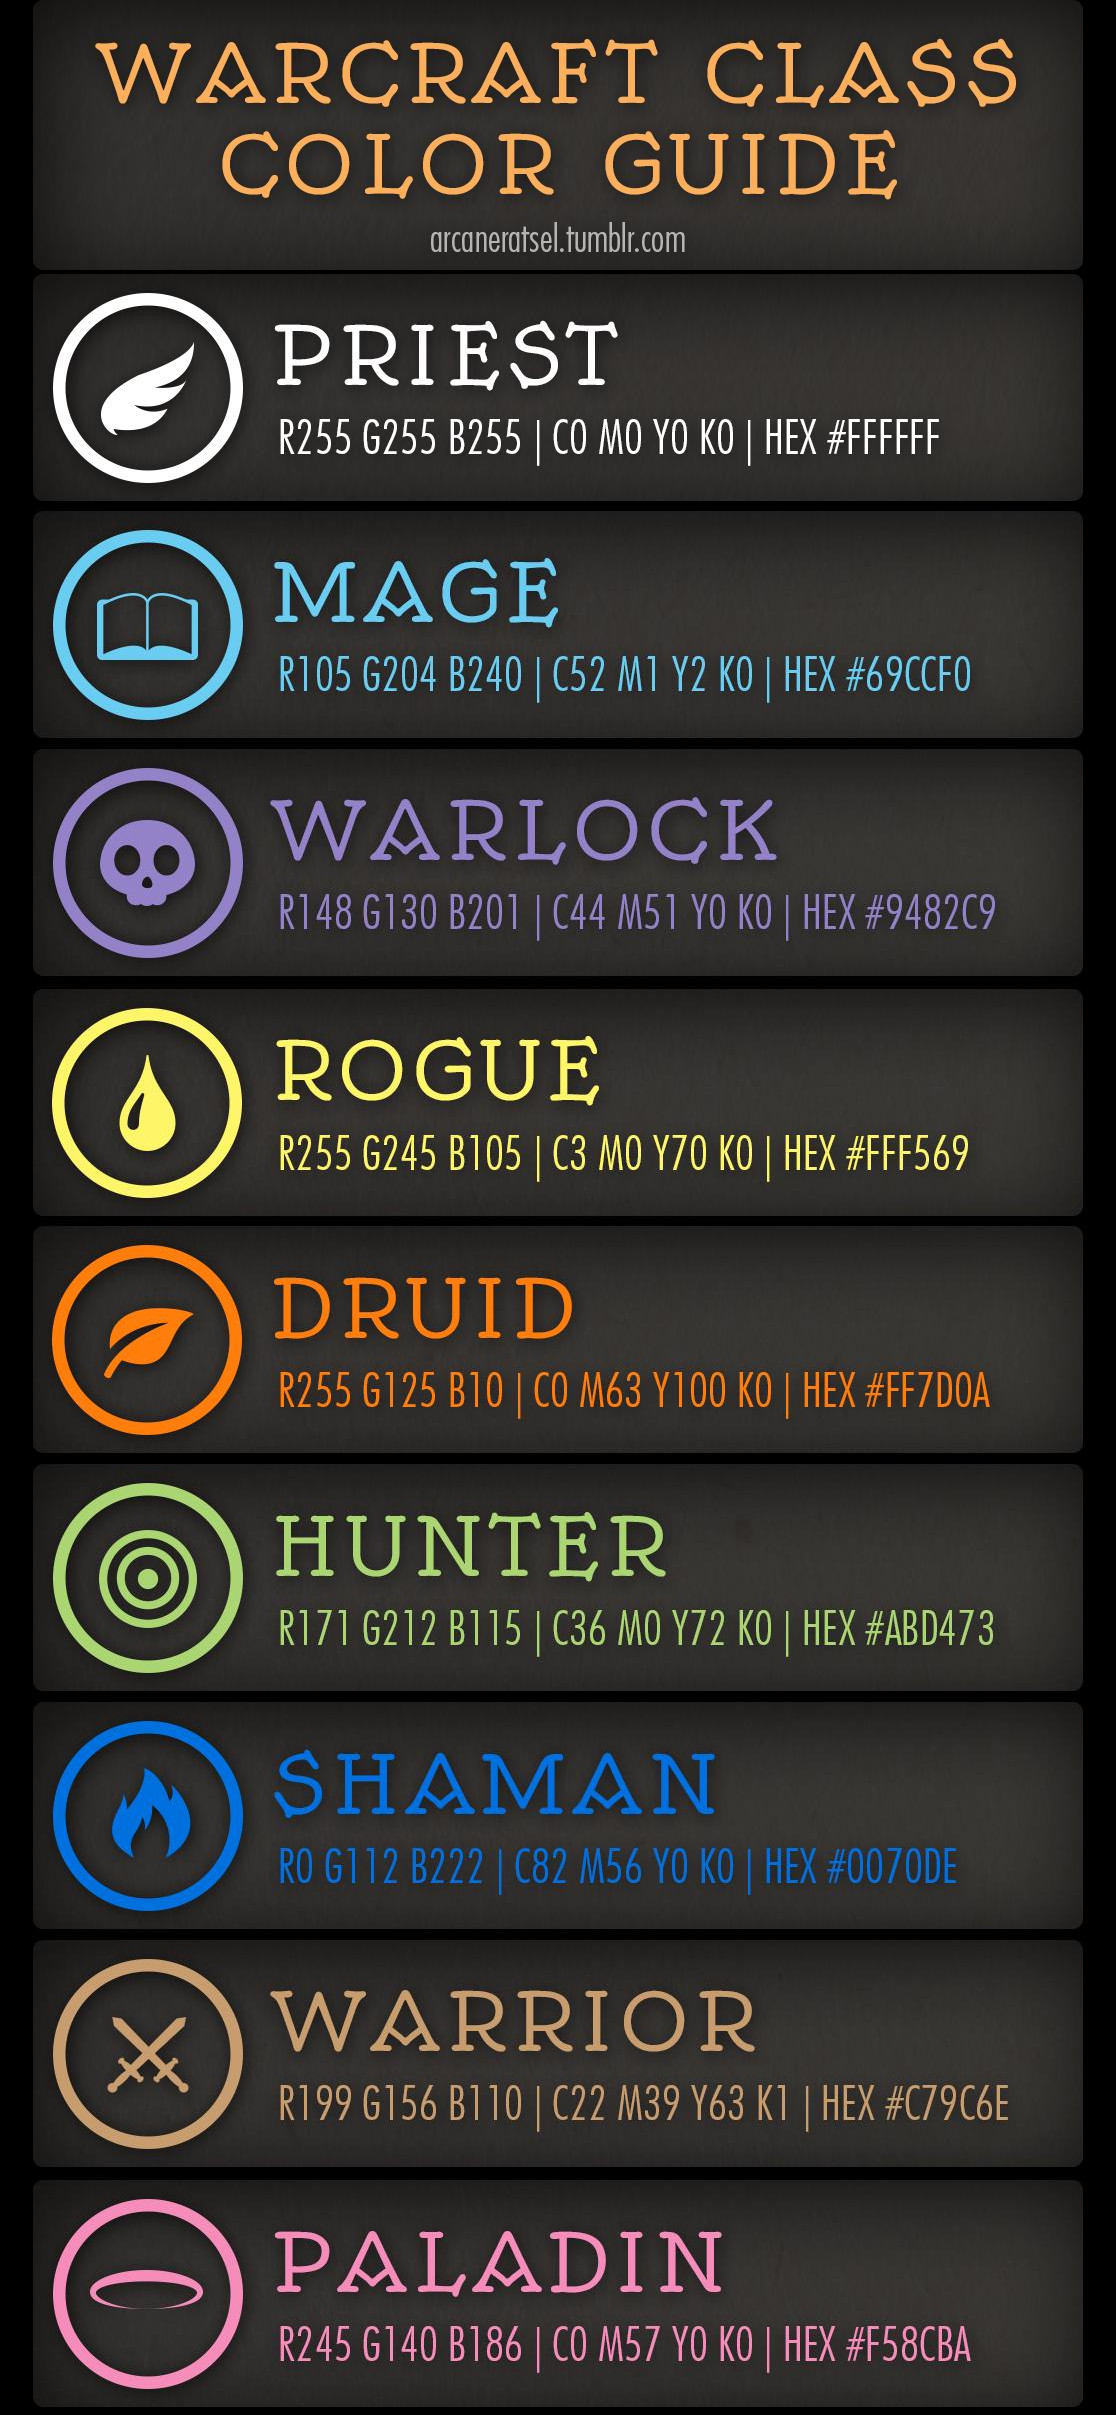 WARCRAFT CLASS
COLOR GUIDE
arcaneratsel.tumblr.com
PRIEST
R255 G255 B255 | C0 M0 Y0 K0 | HEX #FFFFFF
MAGE
R105 G204 B240 | C52 M1 Y2 K0 | HEX #69CCF0
WARLOCK
R148 G130 B201 | C44 M51 Y0 K0 | HEX #9482C9
ROGUE
R255 G245 B105 | C3 M0 Y70 K0 | HEX #FFF569
DRUID
R255 G125 B10 | C0 M63 Y100 K0 | HEX #FF7D0A
HUNTER
R171 G212 B115 | C36 M0 Y72 K0 | HEX #ABD473
SHAMAN
R0 G112 B222 | C82 M56 Y0 K0 | HEX #0070DE
WARRIOR
R199 G156 B110 | C22 M39 Y63 K1 | HEX #C79C6E
PALADIN
R245 G140 B186 | C0 M57 Y0 K0 | HEX #F58CBA